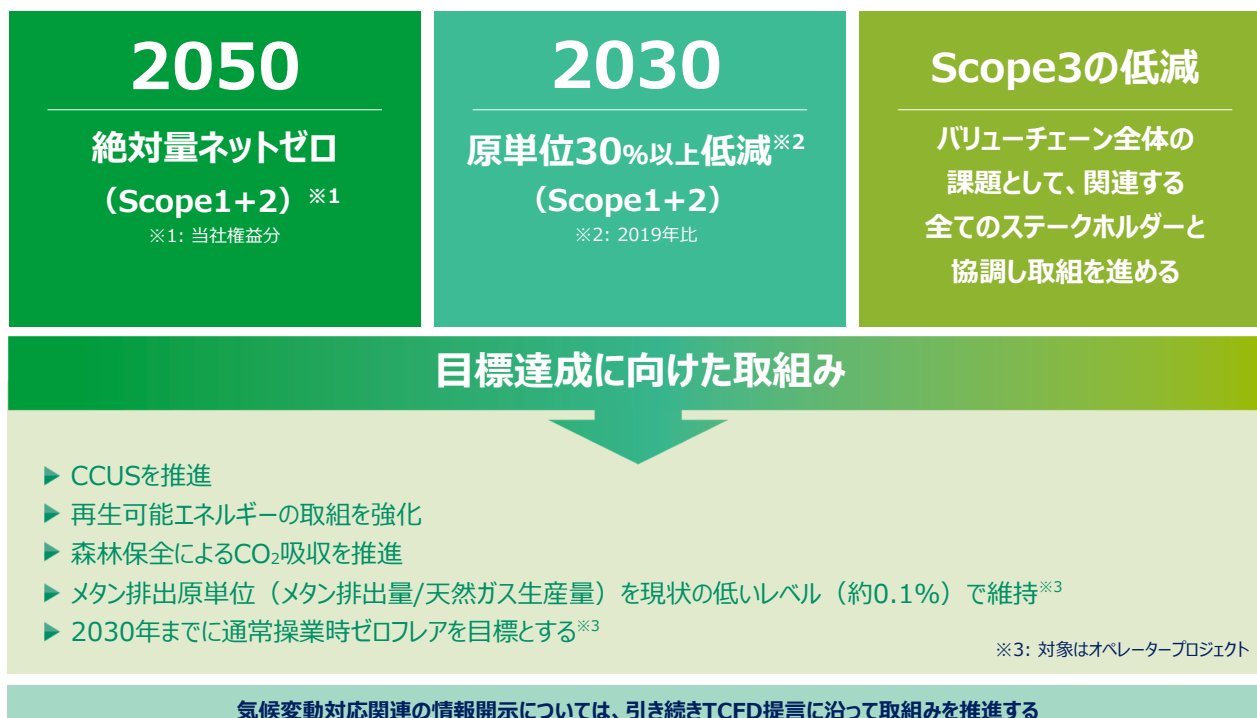 2050
絶対量ネットゼロ
（Scope1+2）※1
※1: 当社権益分
2030
原単位30%以上低減※2
（Scope1+2）
※2: 2019年比
Scope3の低減
バリューチェーン全体の
課題として、関連する
全てのステークホルダーと
協調し取組を進める
目標達成に向けた取組み
CCUSを推進
再生可能エネルギーの取組を強化
森林保全によるCO₂吸収を推進
メタン排出原単位（メタン排出量/天然ガス生産量）を現状の低いレベル（約0.1%）で維持※3
2030年までに通常操業時ゼロフレアを目標とする※3
※3: 対象はオペレータープロジェクト
気候変動対応関連の情報開示については、引き続きTCFD提言に沿って取組みを推進する